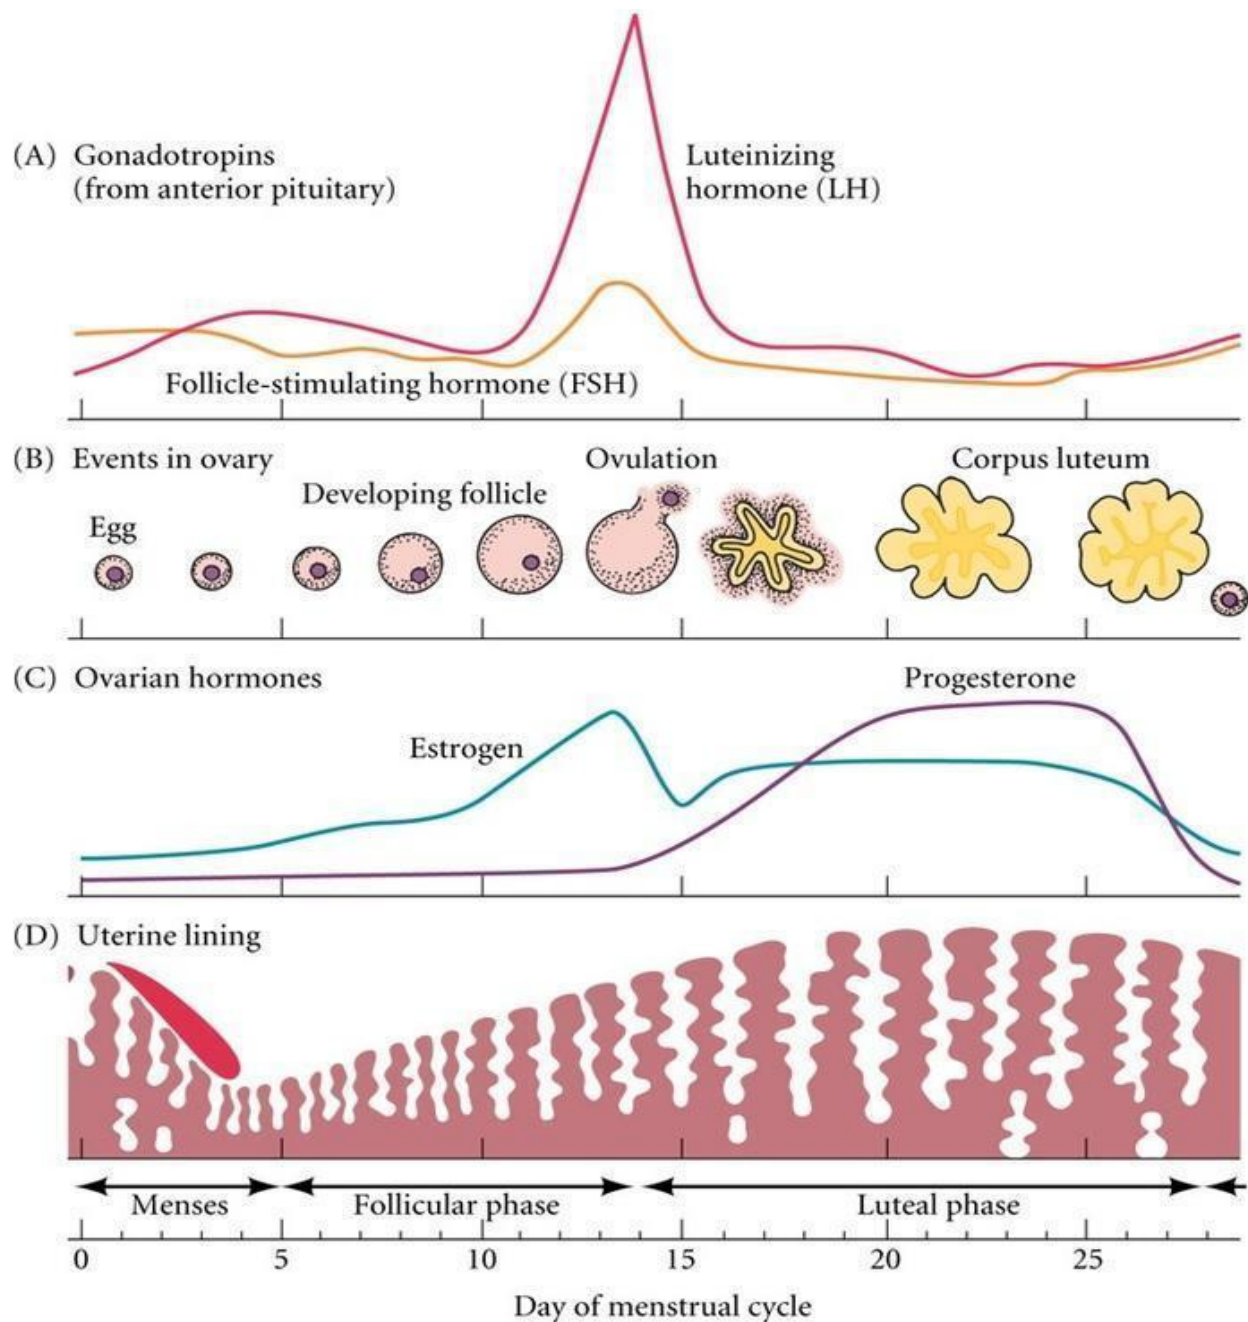 (A) Gonadotropins
(from anterior pituitary)
Luteinizing
hormone (LH)
Follicle-stimulating hormone (FSH)
(B) Events in ovary
Ovulation
Corpus luteum
Developing follicle
Egg
(C) Ovarian hormones
Progesterone
Estrogen
(D) Uterine lining
Menses
Follicular phase
Luteal phase
0 5 10 15 20 25
Day of menstrual cycle